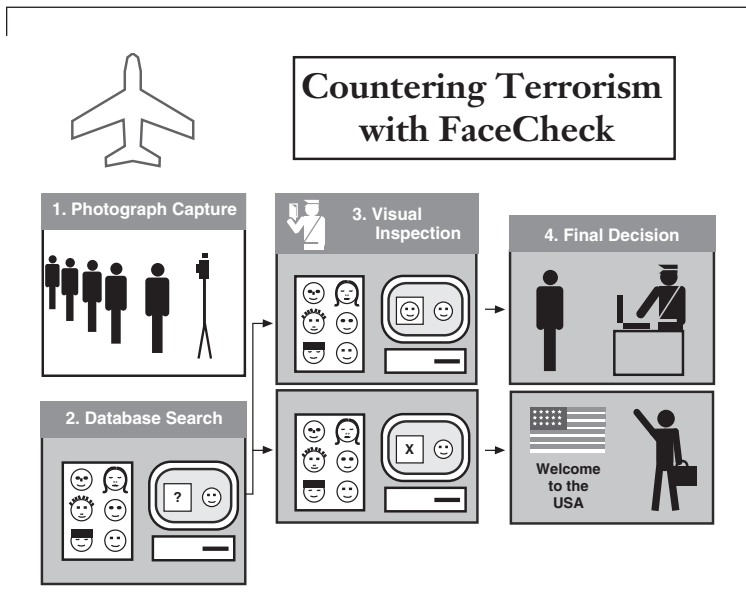 Countering Terrorism
with FaceCheck
1. Photograph Capture
2. Database Search
?
3. Visual
Inspection
X
4. Final Decision
Welcome
to the
USA